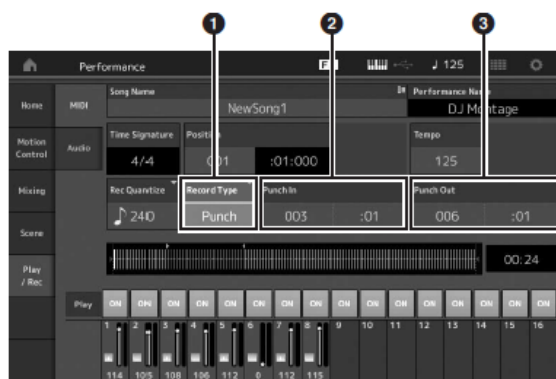 1 2 3
Performance 125
Song Name Performance Name
Home MIDI NewSong1 DJ Montage
Motion Control Audio Time Signature Position Tempo
4/4 001 :01:000 125
Mixing Rec Quantize Record Type Punch In Punch Out
240 Punch 003 :01 006 :01
Scene
Play / Rec 00:24
Play ON ON ON ON ON ON ON ON ON ON ON ON ON ON ON ON
1 2 3 4 5 6 7 8 9 10 11 12 13 14 15 16
114 105 108 106 112 0 112 115